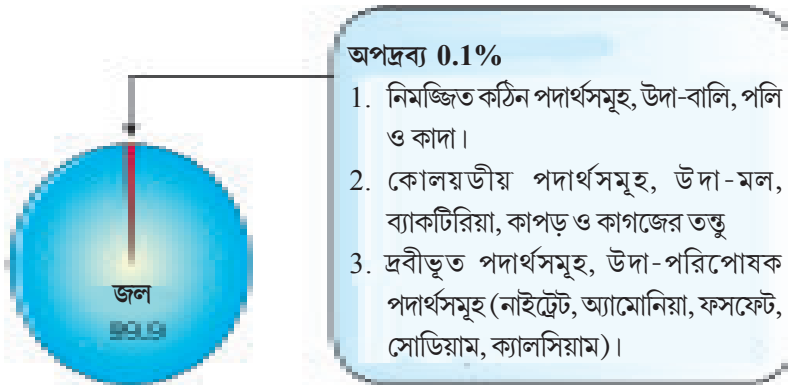 অপদ্রব্য 0.1%
1. নিমজ্জিত কঠিন পদার্থসমূহ, উদা-বালি, পলি
ও কাদা।
2. কোলয়ডীয় পদার্থসমূহ, উদা-মল,
ব্যাকটিরিয়া, কাপড় ও কাগজের তন্তু
3. দ্রবীভূত পদার্থসমূহ, উদা-পরিপোষক
পদার্থসমূহ (নাইট্রেট, অ্যামোনিয়া, ফসফেট,
সোডিয়াম, ক্যালসিয়াম)।
জল